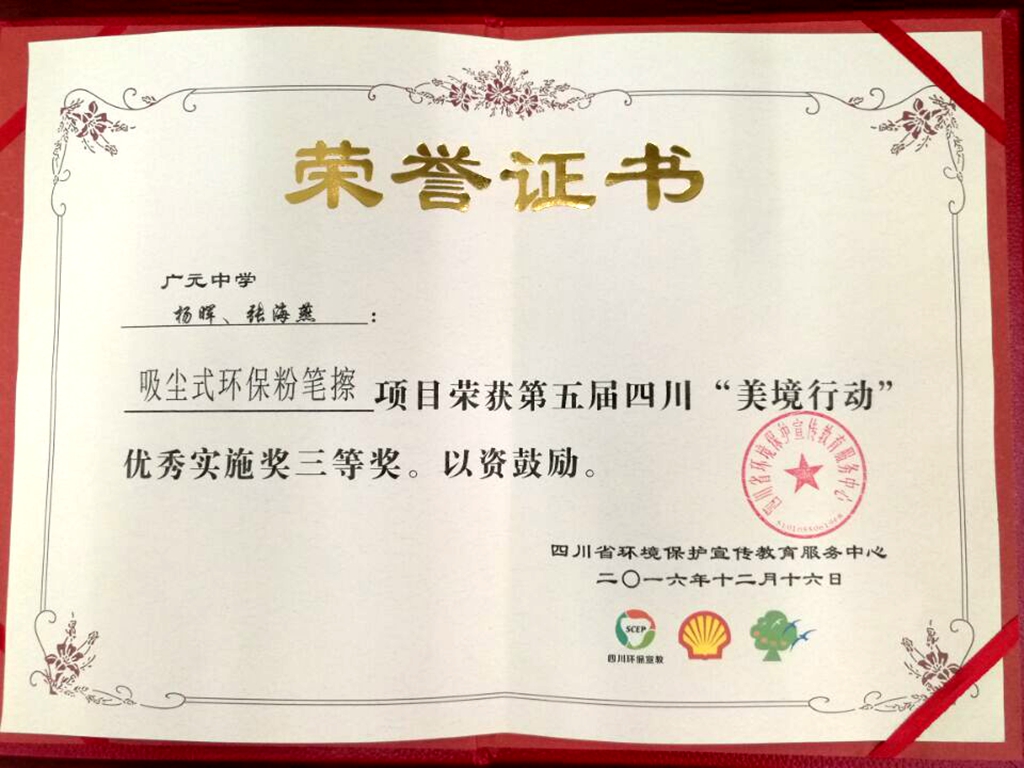 荣誉证书
广元中学
杨晖、张海燕：
吸尘式环保粉笔擦项目荣获第五届四川“美境行动”
优秀实施奖三等奖。以资鼓励。
四川省环境保护宣传教育服务中心
四川省环境保护宣传教育服务中心
二〇一六年十二月十六日
SCEP
四川环保宣教